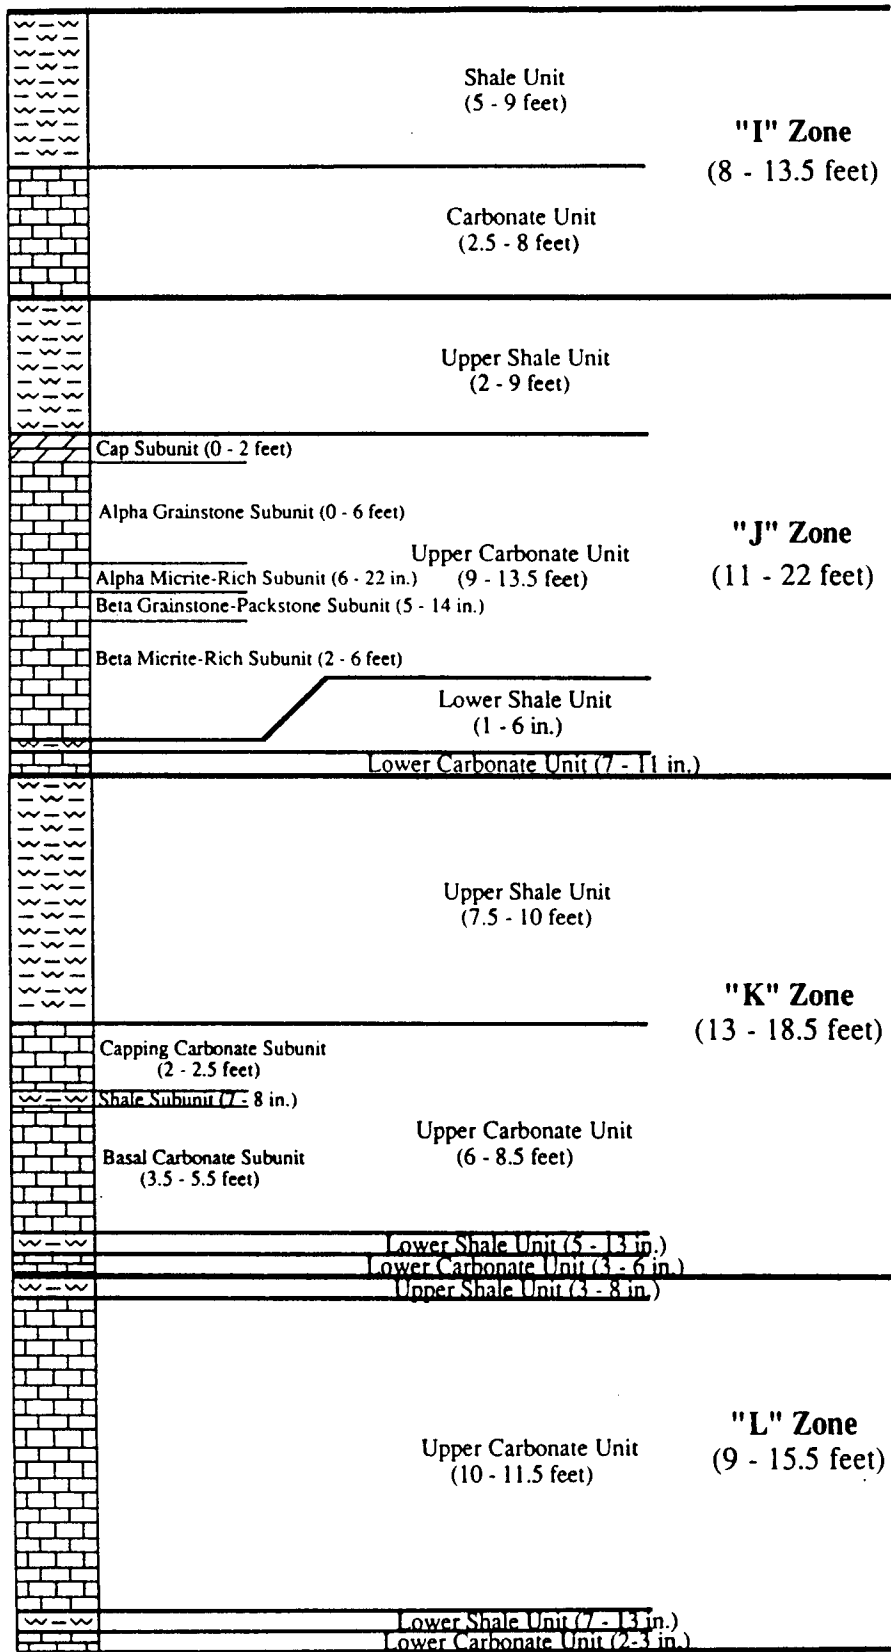 Shale Unit
(5 - 9 feet)
"I" Zone
(8 - 13.5 feet)
Carbonate Unit
(2.5 - 8 feet)
Upper Shale Unit
(2 - 9 feet)
Cap Subunit (0 - 2 feet)
Alpha Grainstone Subunit (0 - 6 feet)
Upper Carbonate Unit
(9 - 13.5 feet)
"J" Zone
(11 - 22 feet)
Alpha Micrite-Rich Subunit (6 - 22 in.)
Beta Grainstone-Packstone Subunit (5 - 14 in.)
Beta Micrite-Rich Subunit (2 - 6 feet)
Lower Shale Unit
(1 - 6 in.)
Lower Carbonate Unit (7 - 11 in.)
Upper Shale Unit
(7.5 - 10 feet)
"K" Zone
(13 - 18.5 feet)
Capping Carbonate Subunit
(2 - 2.5 feet)
Shale Subunit (7 - 8 in.)
Upper Carbonate Unit
(6 - 8.5 feet)
Basal Carbonate Subunit
(3.5 - 5.5 feet)
Lower Shale Unit (5 - 13 in.)
Lower Carbonate Unit (3 - 6 in.)
Upper Shale Unit (3 - 8 in.)
"L" Zone
(9 - 15.5 feet)
Upper Carbonate Unit
(10 - 11.5 feet)
Lower Shale Unit (7 - 13 in.)
Lower Carbonate Unit (2-3 in.)